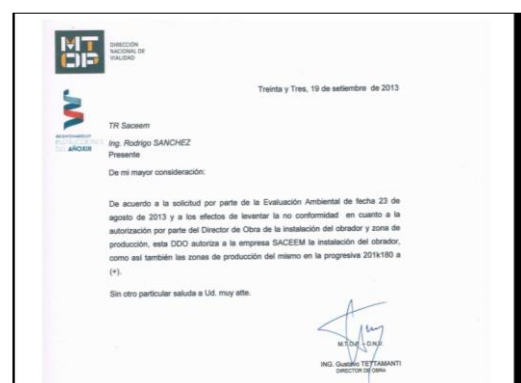 MT
OP
DIRECCIÓN
NACIONAL DE
VIALIDAD
Treinta y Tres, 19 de setiembre de 2013
TR Saceem
Ing. Rodrigo SANCHEZ
AÑOXIII
Presente
De mi mayor consideración:
De acuerdo a la solicitud por parte de la Evaluación Ambiental de fecha 23 de
agosto de 2013 y a los efectos de levantar la no conformidad en cuanto a la
autorización por parte del Director de Obra de la instalación del obrador y zona de
producción, esta DDO autoriza a la empresa SACEEM la instalación del obrador,
como así también las zonas de producción del mismo en la progresiva 201k180 a
(+).
Sin otro particular saluda a Ud. muy atte.
M.T.O.P. - D.N.V.
ING. Gustavo TETTAMANTI
DIRECTOR DE OBRA